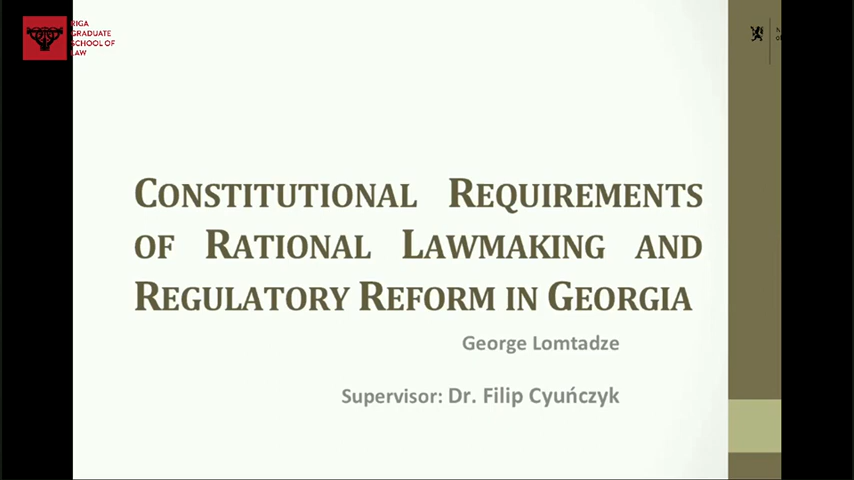 RIGA
GRADUATE
SCHOOL OF
LAW
CONSTITUTIONAL REQUIREMENTS
OF RATIONAL LAWMAKING AND
REGULATORY REFORM IN GEORGIA
George Lomtadze
Supervisor: Dr. Filip Cyuńczyk